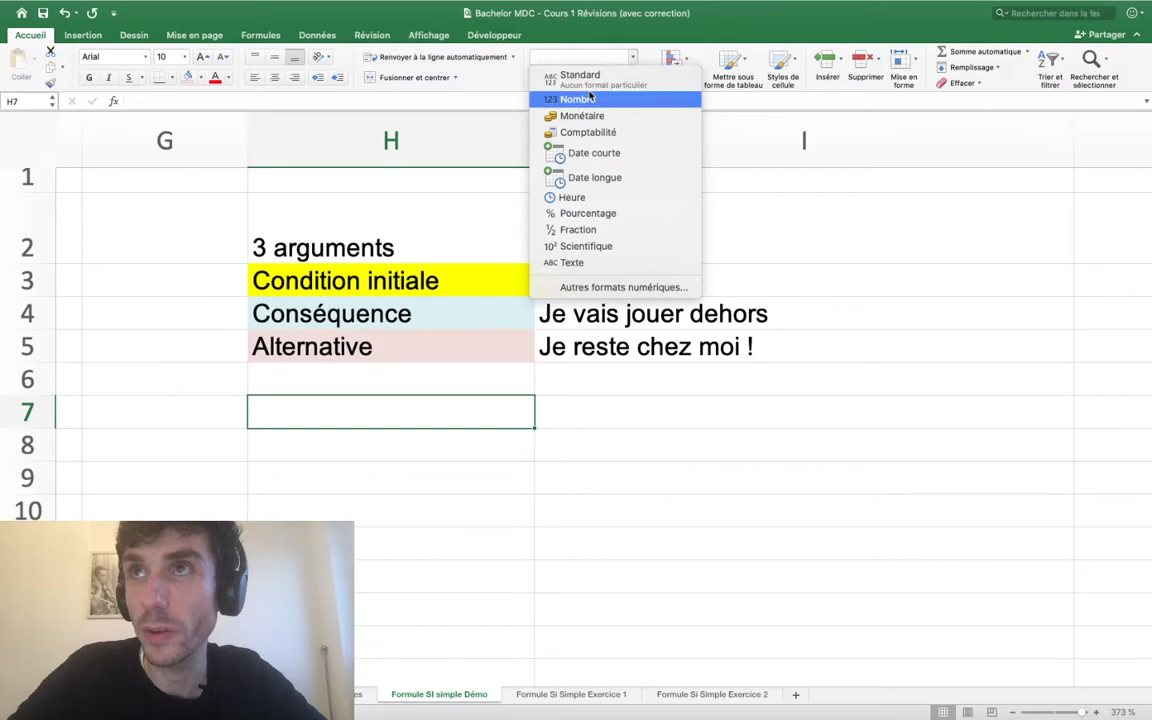 Bachelor MDC - Cours 1 Révisions (avec correction)
Rechercher dans la feu
Accueil Insertion Dessin Mise en page Formules Données Révision Affichage Développeur
Partager
Coller
Arial 10
G I S
Renvoyer à la ligne automatiquement
Fusionner et centrer
Mettre sous forme de tableau
Styles de cellule
Insérer
Supprimer
Mise en forme
Somme automatique
Remplissage
Effacer
Trier et filtrer
Rechercher et sélectionner
H7
fx
Standard
Aucun format particulier
Nombre
Monétaire
Comptabilité
Date courte
Date longue
Heure
Pourcentage
Fraction
Scientifique
Texte
Autres formats numériques...
G H I
1
2 3 arguments
3 Condition initiale
4 Conséquence Je vais jouer dehors
5 Alternative Je reste chez moi !
6
7
8
9
10
es Formule SI simple Démo Formule Si Simple Exercice 1 Formule Si Simple Exercice 2
373 %